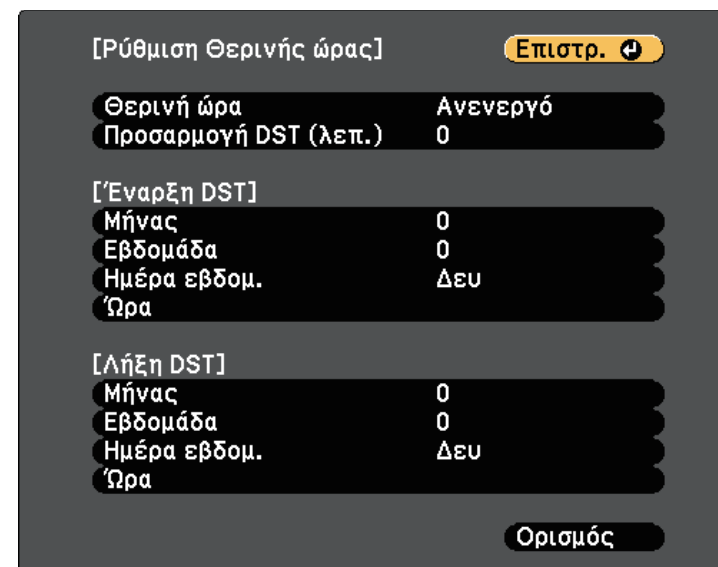 [Ρύθμιση Θερινής ώρας] Επιστρ.
Θερινή ώρα Ανενεργό
Προσαρμογή DST (λεπ.) 0
[Έναρξη DST]
Μήνας 0
Εβδομάδα 0
Ημέρα εβδομ. Δευ
Ώρα
[Λήξη DST]
Μήνας 0
Εβδομάδα 0
Ημέρα εβδομ. Δευ
Ώρα
Ορισμός